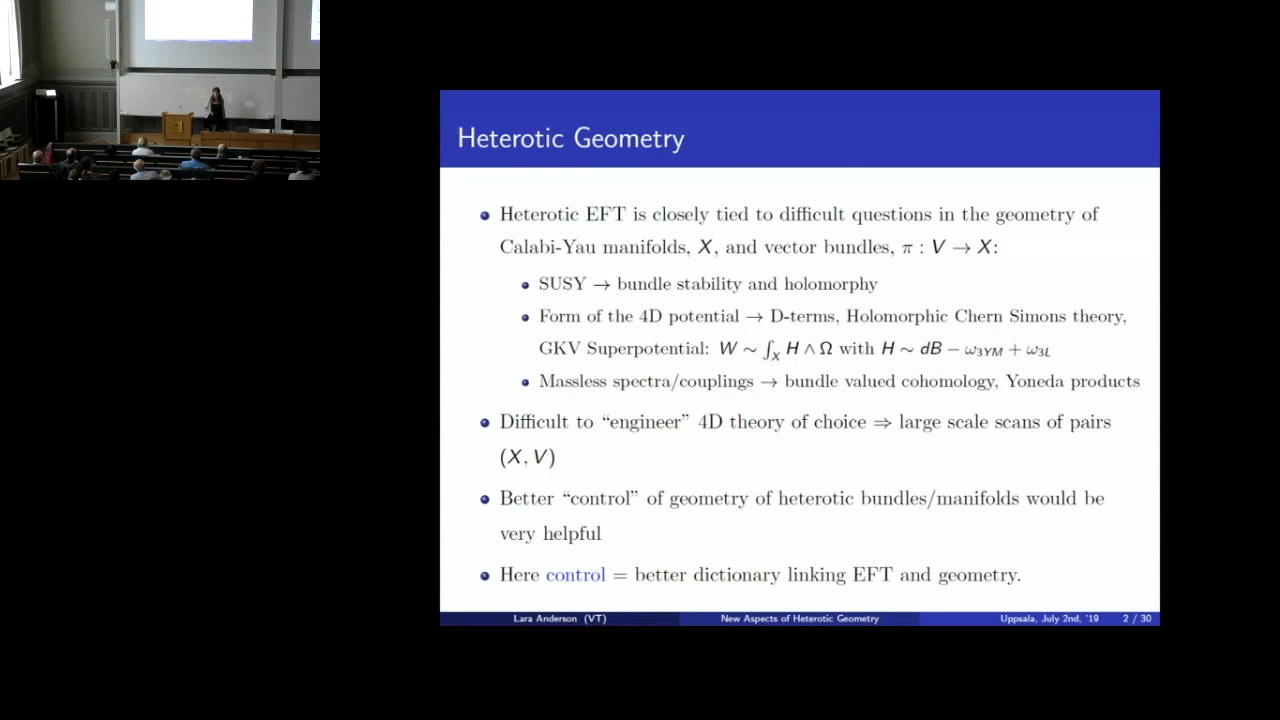 Heterotic Geometry
Heterotic EFT is closely tied to difficult questions in the geometry of
Calabi-Yau manifolds, X, and vector bundles, π : V → X:
SUSY → bundle stability and holomorphy
Form of the 4D potential → D-terms, Holomorphic Chern Simons theory,
GKV Superpotential: W ∼ ∫_X H ∧ Ω with H ∼ dB − ω₃YM + ω₃L
Massless spectra/couplings → bundle valued cohomology, Yoneda products
Difficult to “engineer” 4D theory of choice ⇒ large scale scans of pairs
(X, V)
Better “control” of geometry of heterotic bundles/manifolds would be
very helpful
Here control = better dictionary linking EFT and geometry.
Lara Anderson (VT) New Aspects of Heterotic Geometry Uppsala, July 2nd, '19 2 / 30